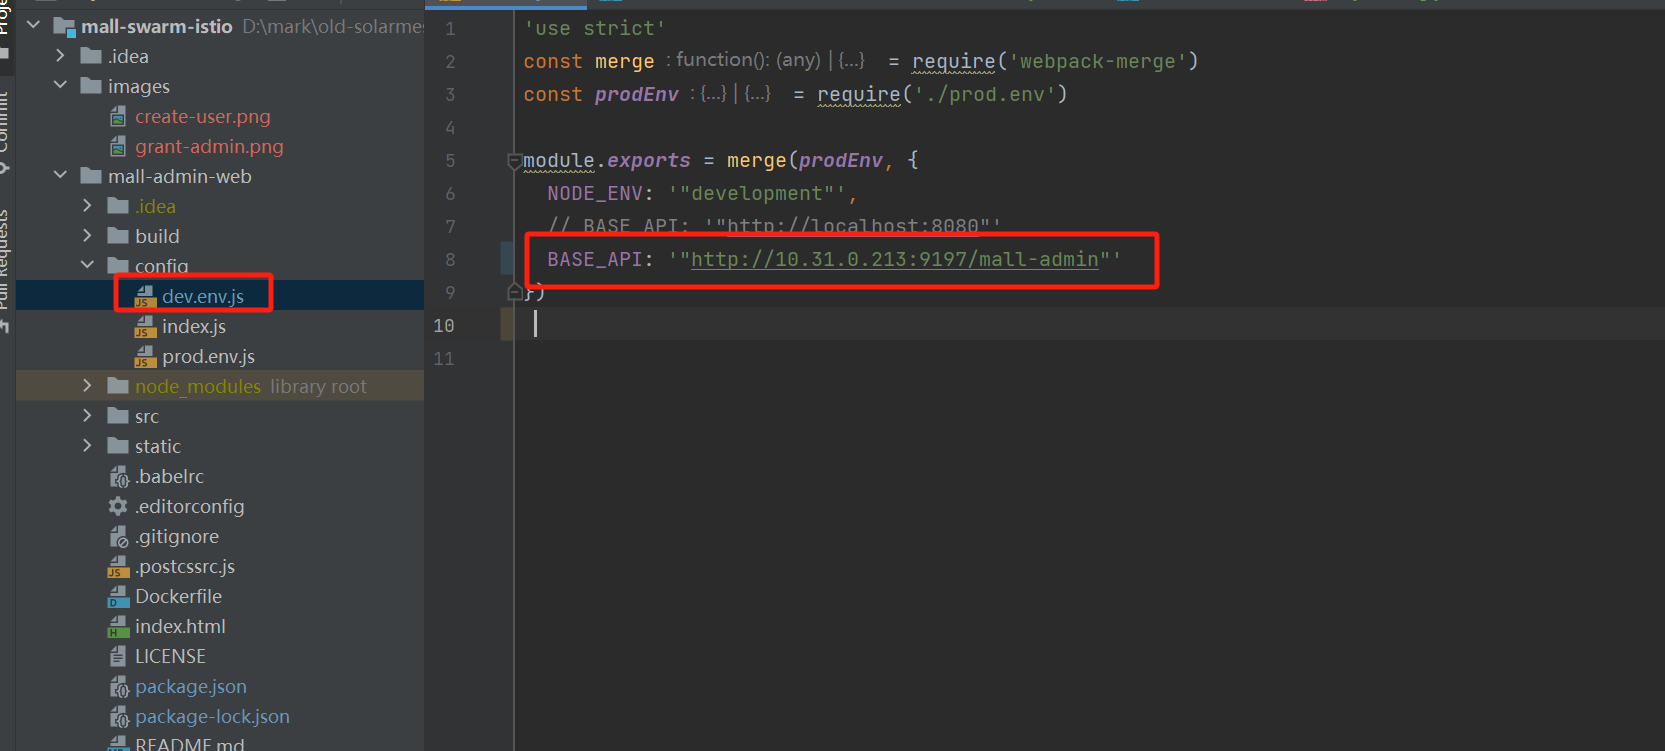 mall-swarm-istio D:\mark\old-solarmes
.idea
images
create-user.png
grant-admin.png
mall-admin-web
.idea
build
config
dev.env.js
index.js
prod.env.js
node_modules library root
src
static
.babelrc
.editorconfig
.gitignore
.postcssrc.js
Dockerfile
index.html
LICENSE
package.json
package-lock.json
README.md
Commit
Pull Requests
1 'use strict'
2 const merge : function(): (any) | {...} = require('webpack-merge')
3 const prodEnv : {...} | {...} = require('./prod.env')
4
5 module.exports = merge(prodEnv, {
6 NODE_ENV: '"development"',
7 // BASE_API: '"http://localhost:8080"'
8 BASE_API: '"http://10.31.0.213:9197/mall-admin"'
9 })
10
11